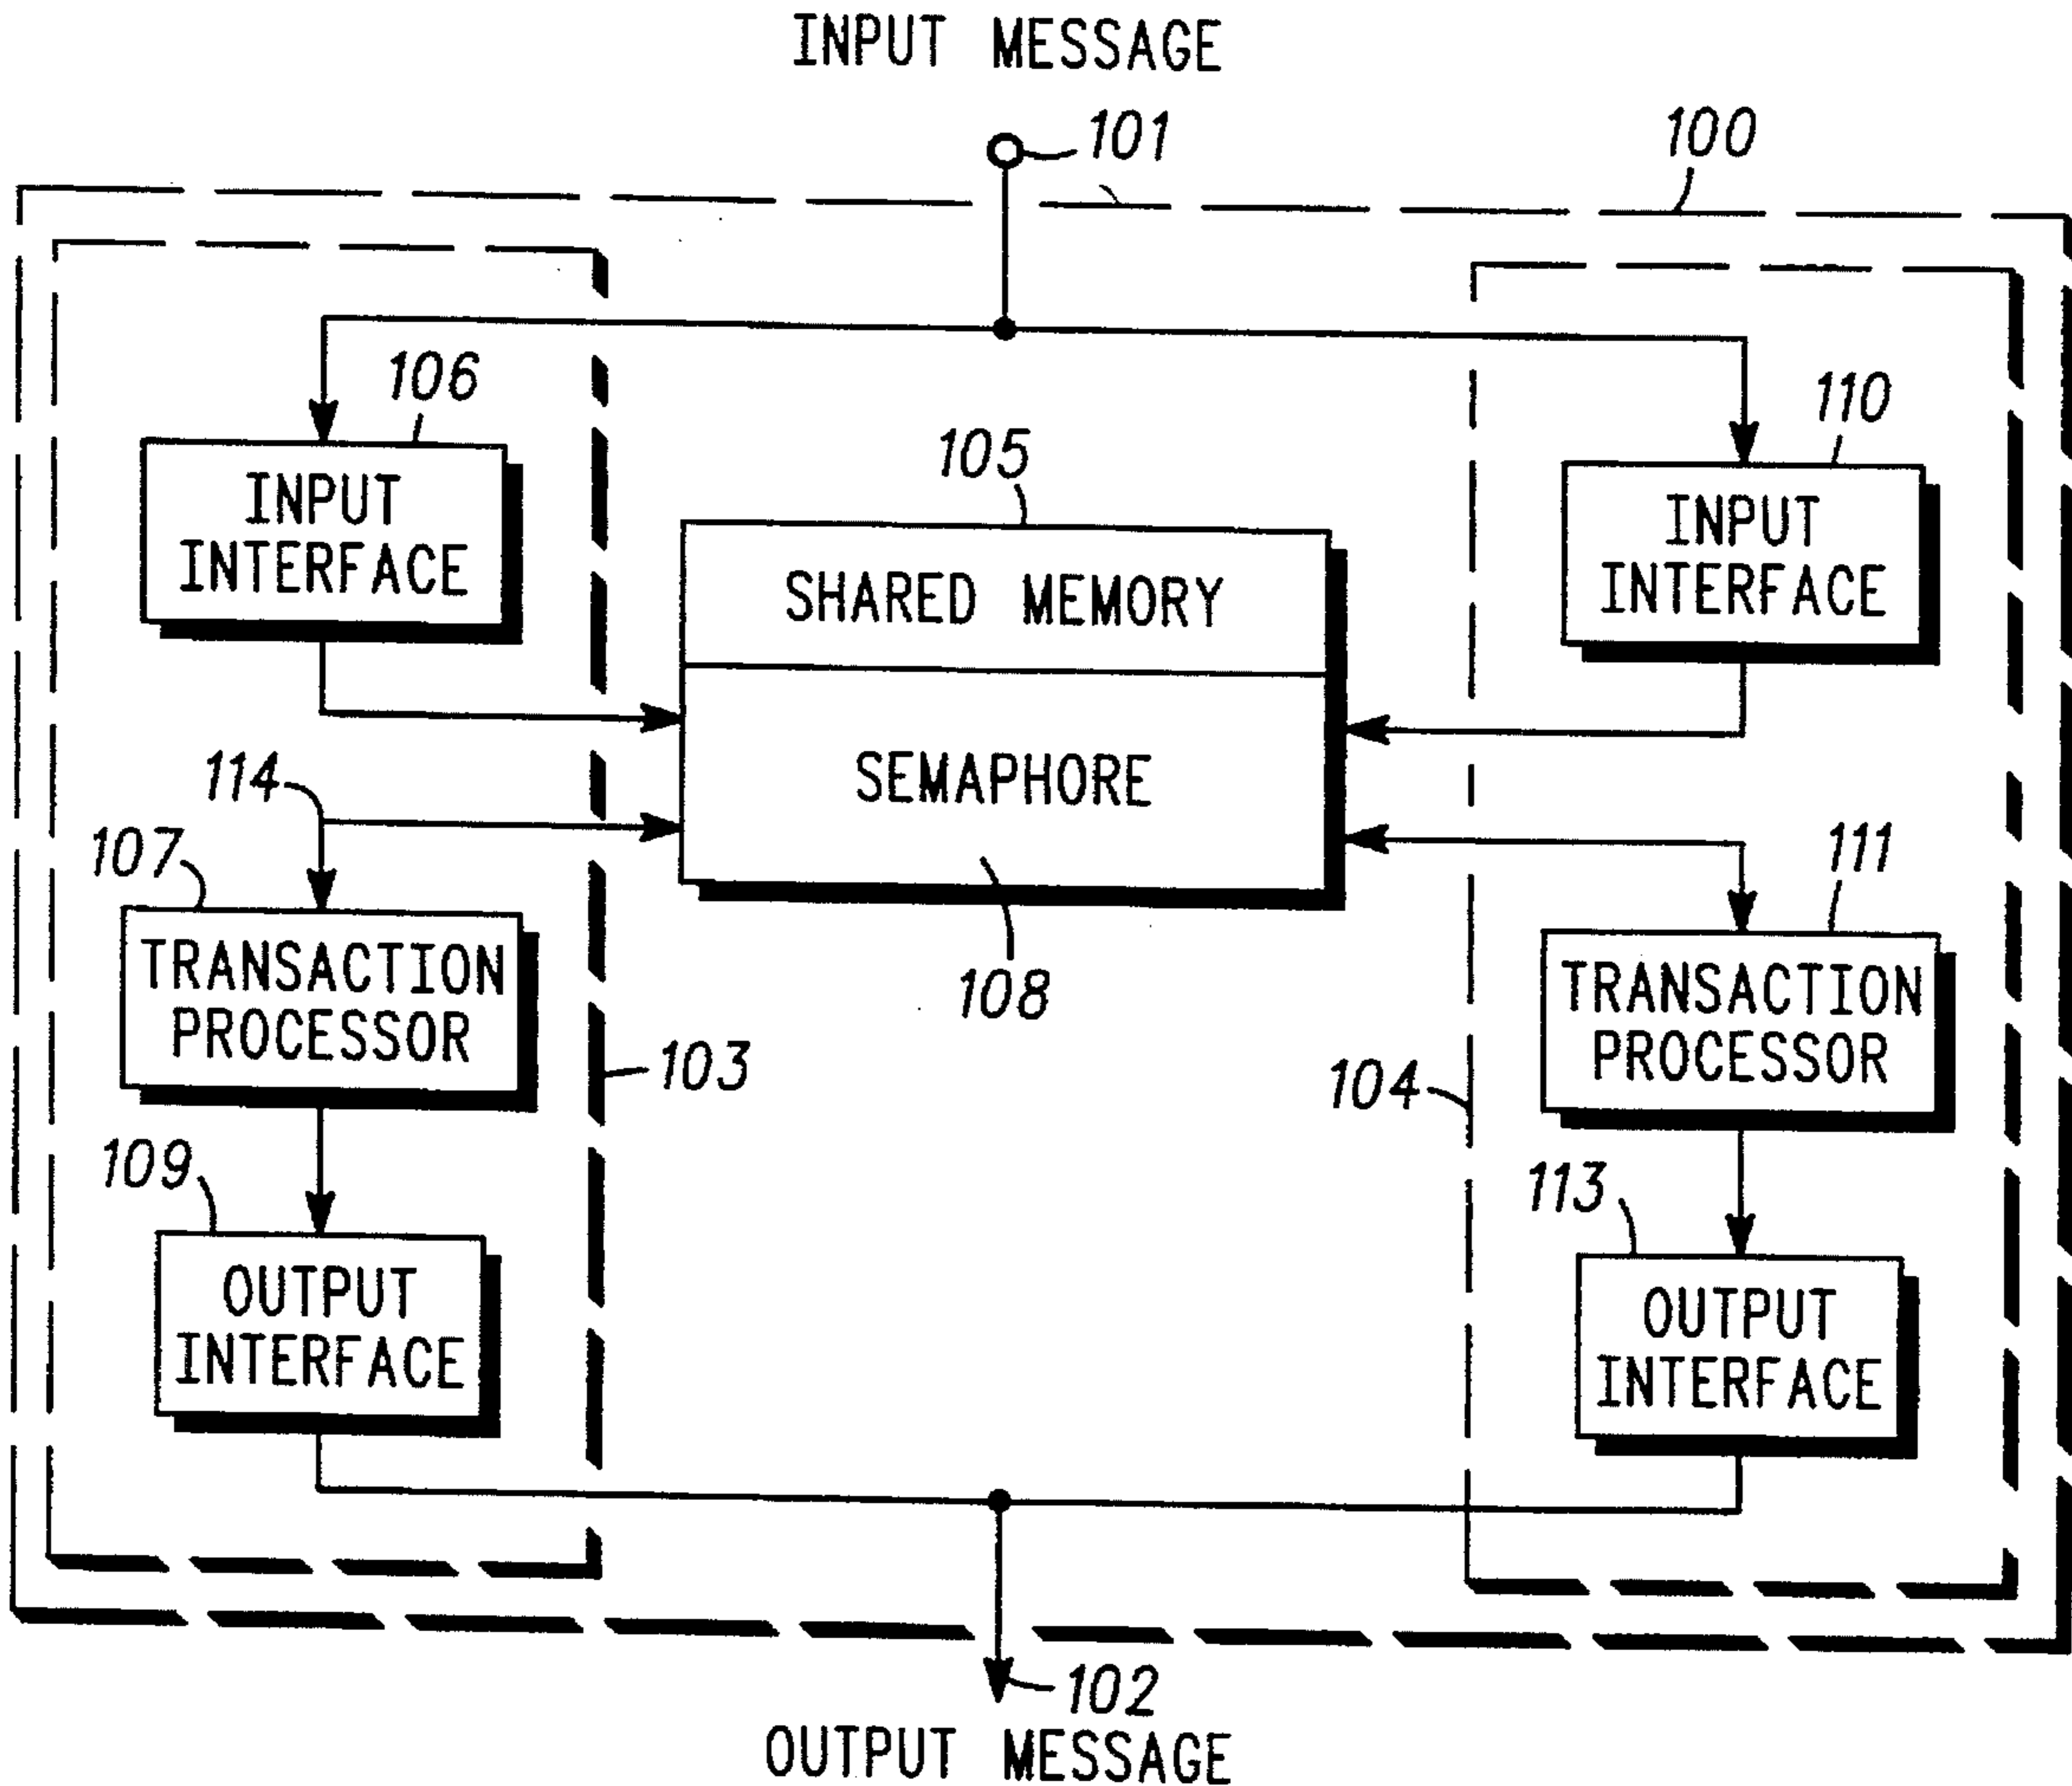 INPUT MESSAGE
101
100
106
INPUT
INTERFACE
110
INPUT
INTERFACE
105
SHARED MEMORY
SEMAPHORE
108
114
107
TRANSACTION
PROCESSOR
103
111
TRANSACTION
PROCESSOR
104
109
OUTPUT
INTERFACE
113
OUTPUT
INTERFACE
102
OUTPUT MESSAGE